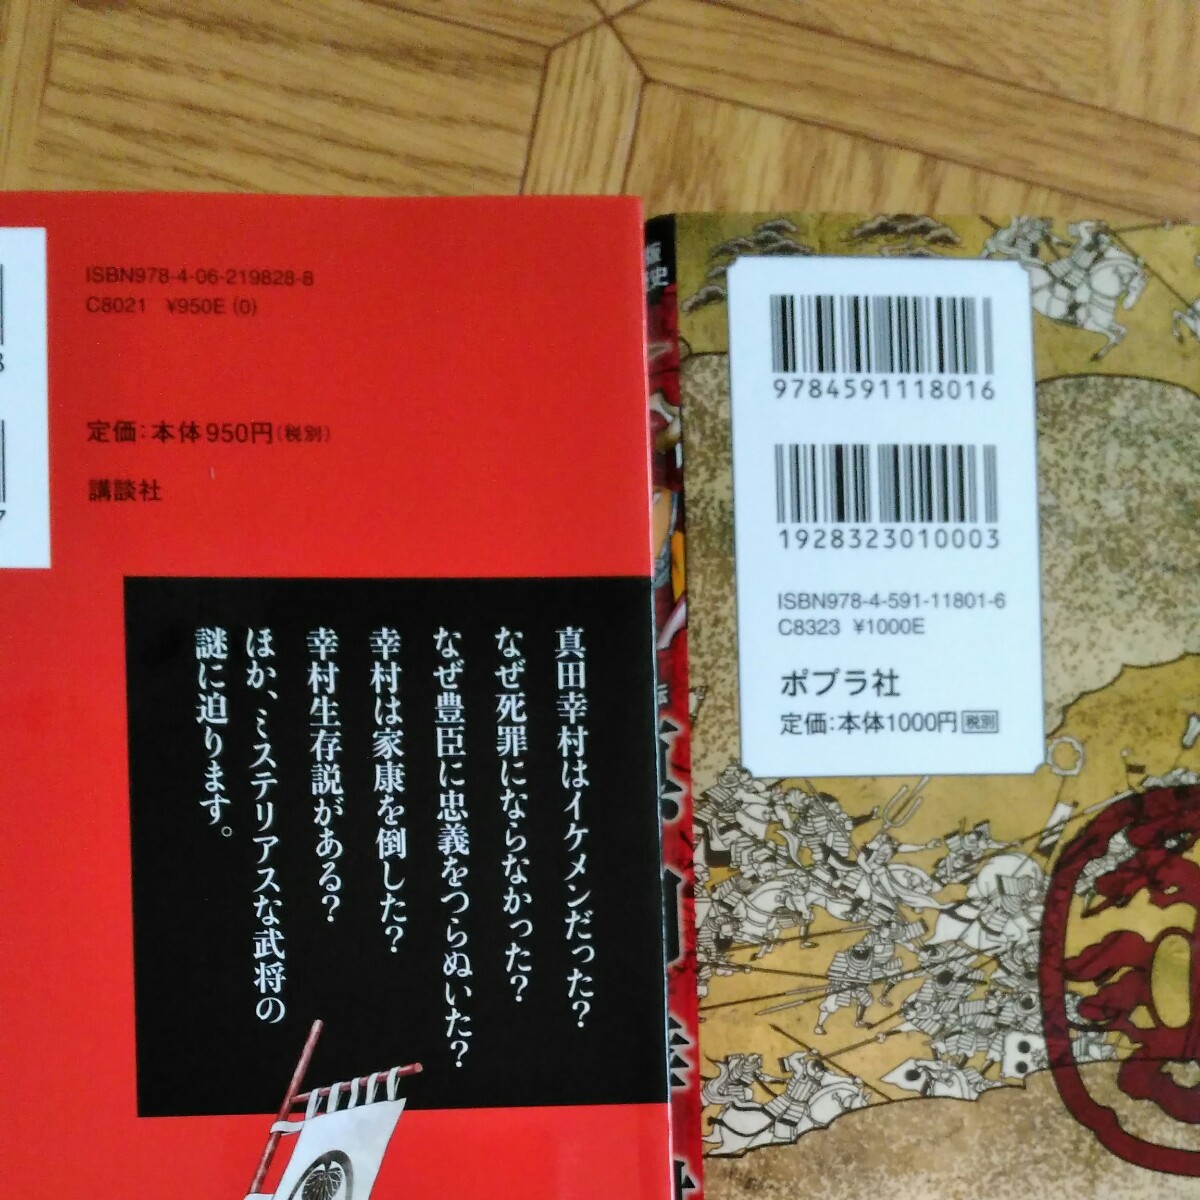 8
7
ISBN978-4-06-219828-8
C8021 ¥950E (0)
定価：本体950円（税別）
講談社
真田幸村はイケメンだった？
なぜ死罪にならなかった？
なぜ豊臣に忠義をつらぬいた？
幸村は家康を倒した？
幸村生存説がある？
ほか、ミステリアスな武将の
謎に迫ります。
9784591118016
1928323010003
ISBN978-4-591-11801-6
C8323 ¥1000E
ポプラ社
定価：本体1000円 税別